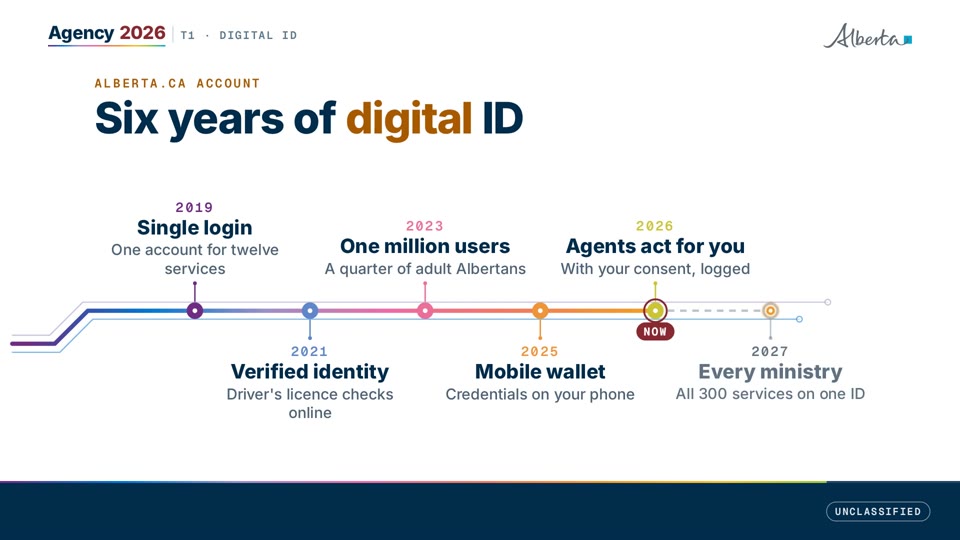 Agency 2026
T1 · DIGITAL ID
Alberta
ALBERTA.CA ACCOUNT
Six years of digital ID
2019
Single login
One account for twelve
services
2021
Verified identity
Driver's licence checks
online
2023
One million users
A quarter of adult Albertans
2025
Mobile wallet
Credentials on your phone
2026
Agents act for you
With your consent, logged
NOW
2027
Every ministry
All 300 services on one ID
UNCLASSIFIED